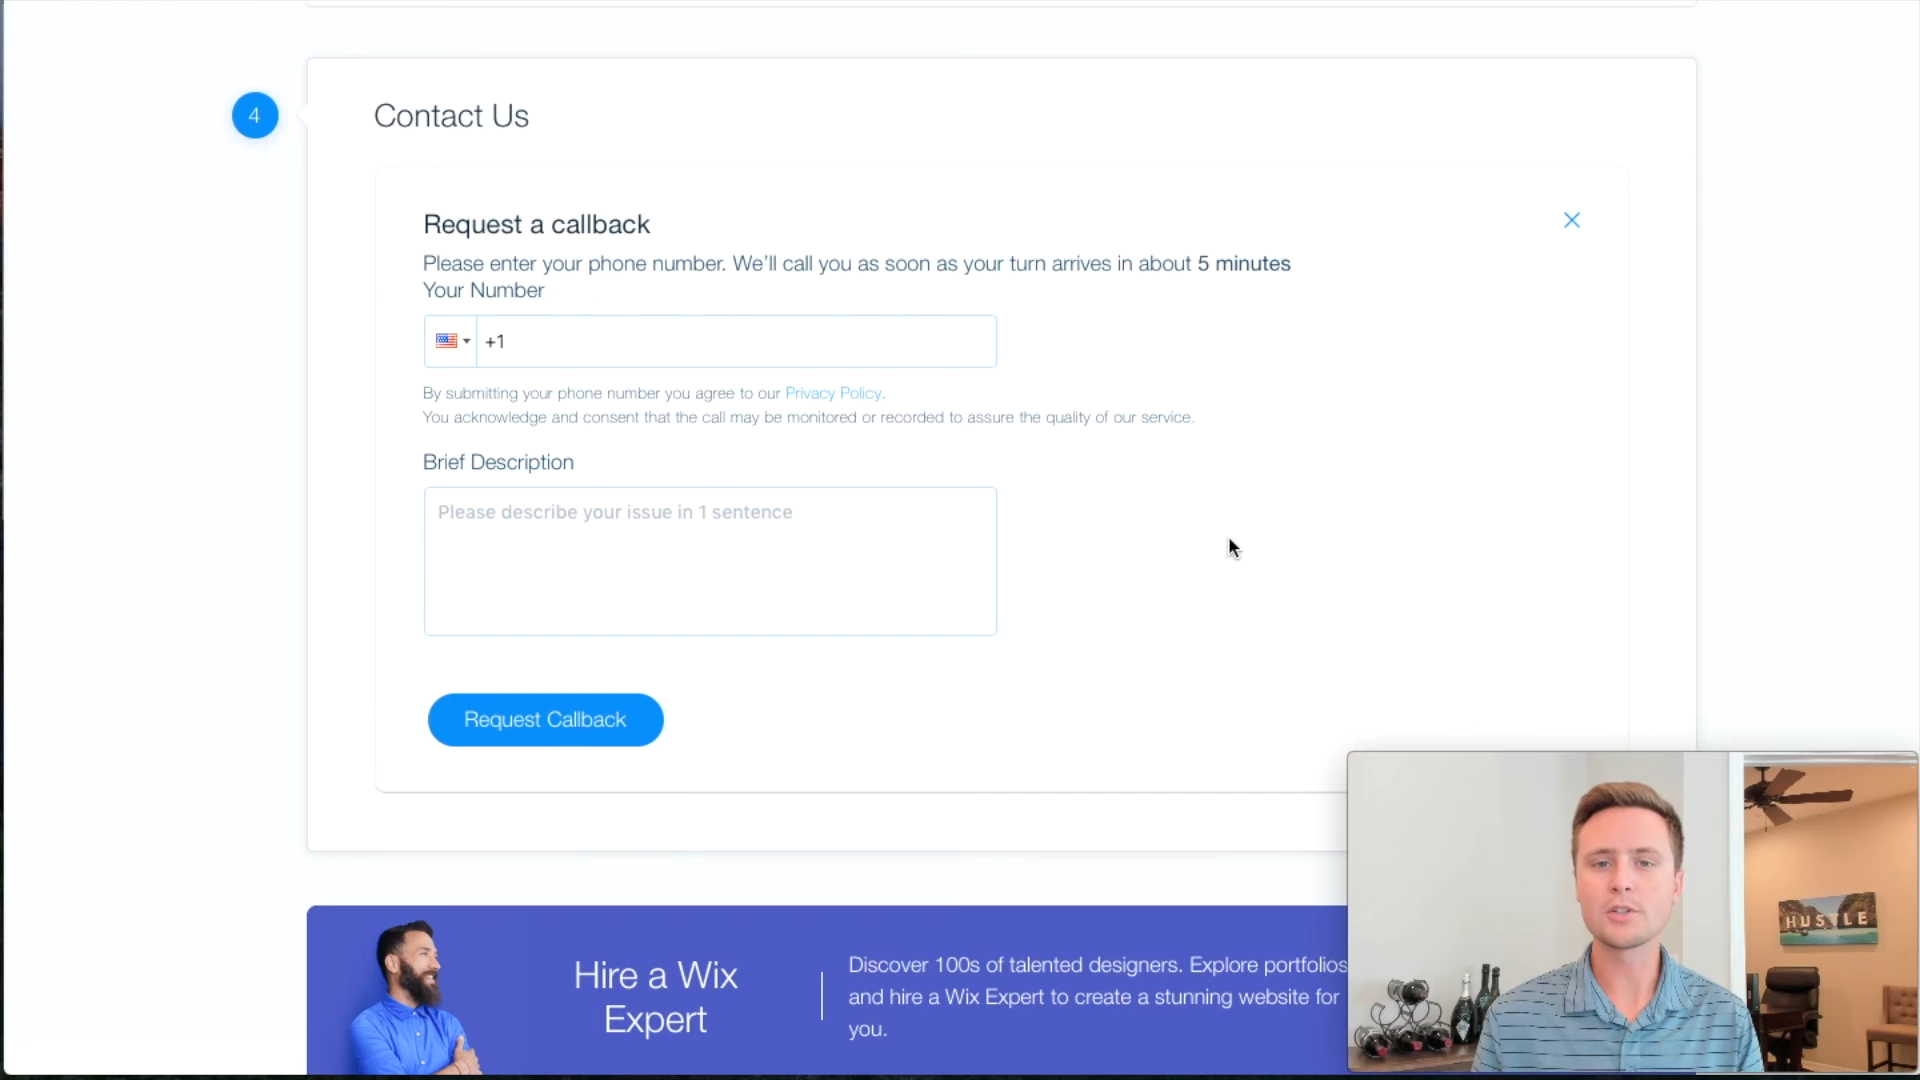 4
Contact Us
Request a callback
Please enter your phone number. We'll call you as soon as your turn arrives in about 5 minutes
Your Number
+1
By submitting your phone number you agree to our Privacy Policy.
You acknowledge and consent that the call may be monitored or recorded to assure the quality of our service.
Brief Description
Please describe your issue in 1 sentence
Request Callback
Hire a Wix
Expert
Discover 100s of talented designers. Explore portfolios
and hire a Wix Expert to create a stunning website for
you.
HUSTLE